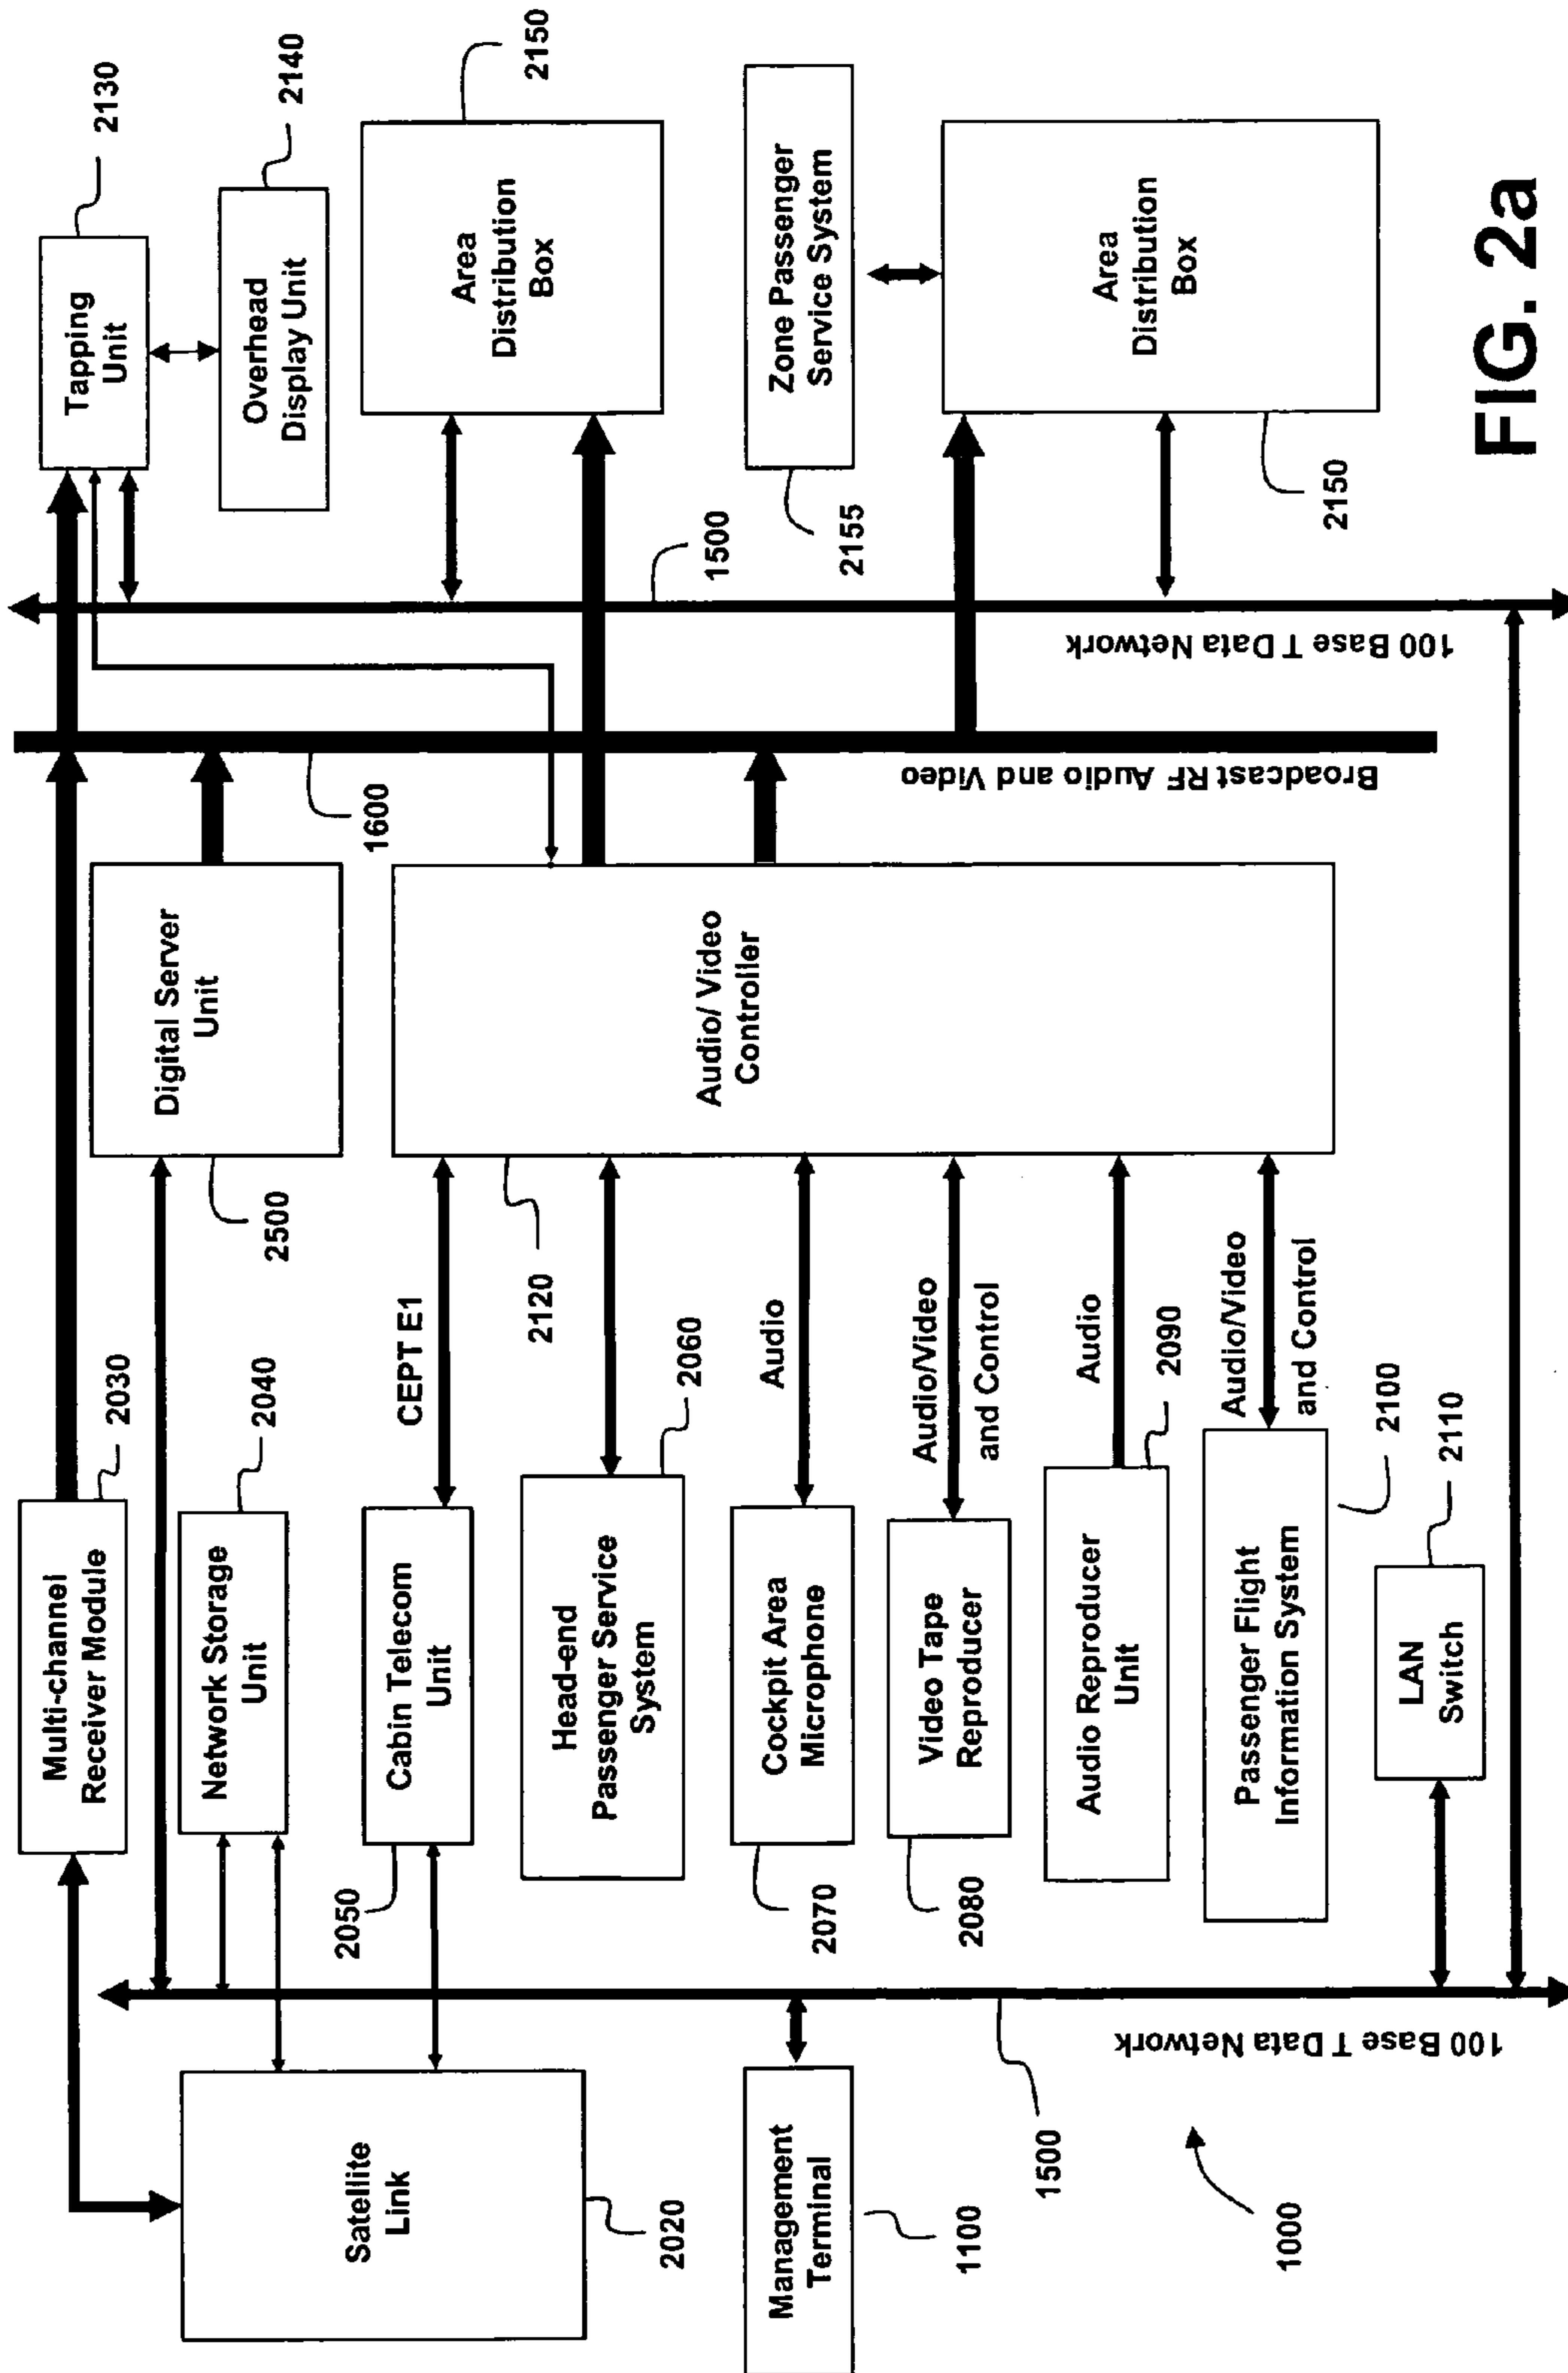 Satellite
Link
2020
Management
Terminal
1100
1000
100 Base T Data Network
1500
Multi-channel
Receiver Module
2030
Network Storage
Unit
2040
Cabin Telecom
Unit
2050
CEPT E1
Head-end
Passenger Service
System
2060
Cockpit Area
Microphone
2070
Audio
Video Tape
Reproducer
2080
Audio/Video
and Control
Audio Reproducer
Unit
2090
Audio
Passenger Flight
Information System
2100
Audio/Video
and Control
LAN
Switch
2110
Digital Server
Unit
2500
Audio/ Video
Controller
2120
1600
Broadcast RF Audio and Video
100 Base T Data Network
1500
Tapping
Unit
2130
Overhead
Display Unit
2140
Area
Distribution
Box
2150
Zone Passenger
Service System
2155
Area
Distribution
Box
2150
FIG. 2a